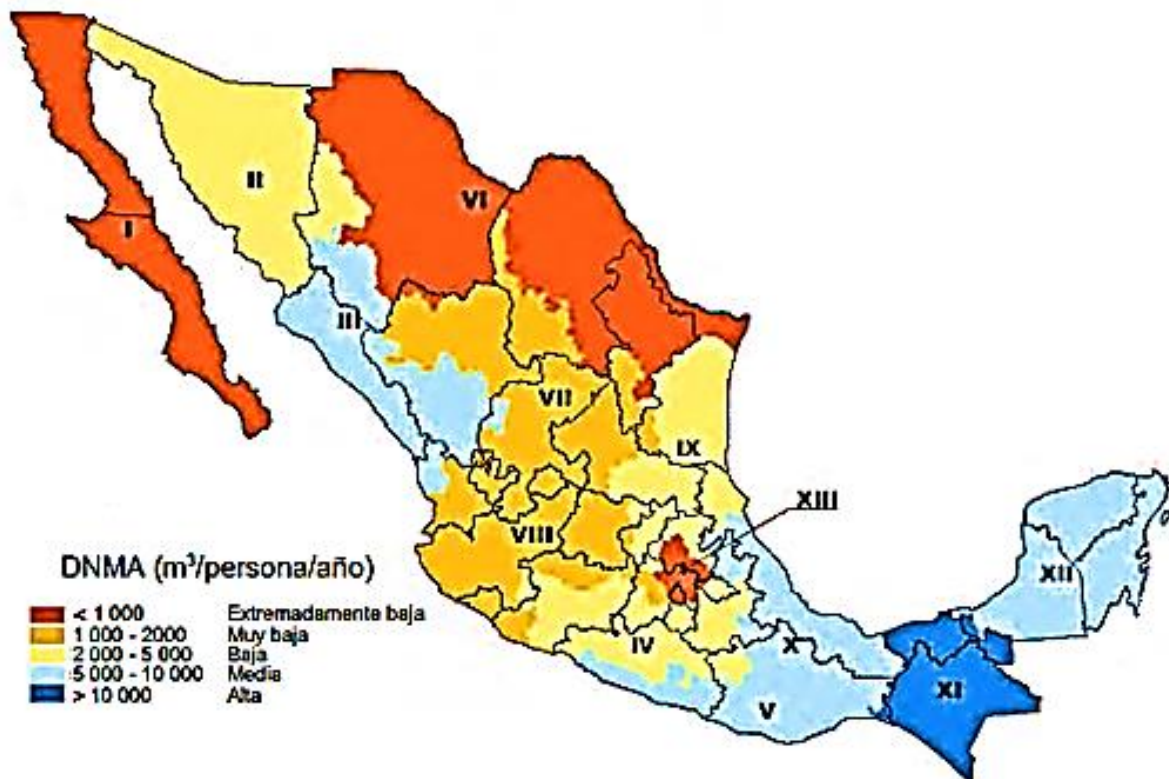 II
VI
I
III
VII
IX
XIII
VIII
XII
IV
X
XI
V
DNMA (m³/persona/año)
< 1 000 Extremadamente baja
1 000 - 2000 Muy baja
2 000 - 5 000 Baja
5 000 - 10 000 Media
> 10 000 Alta